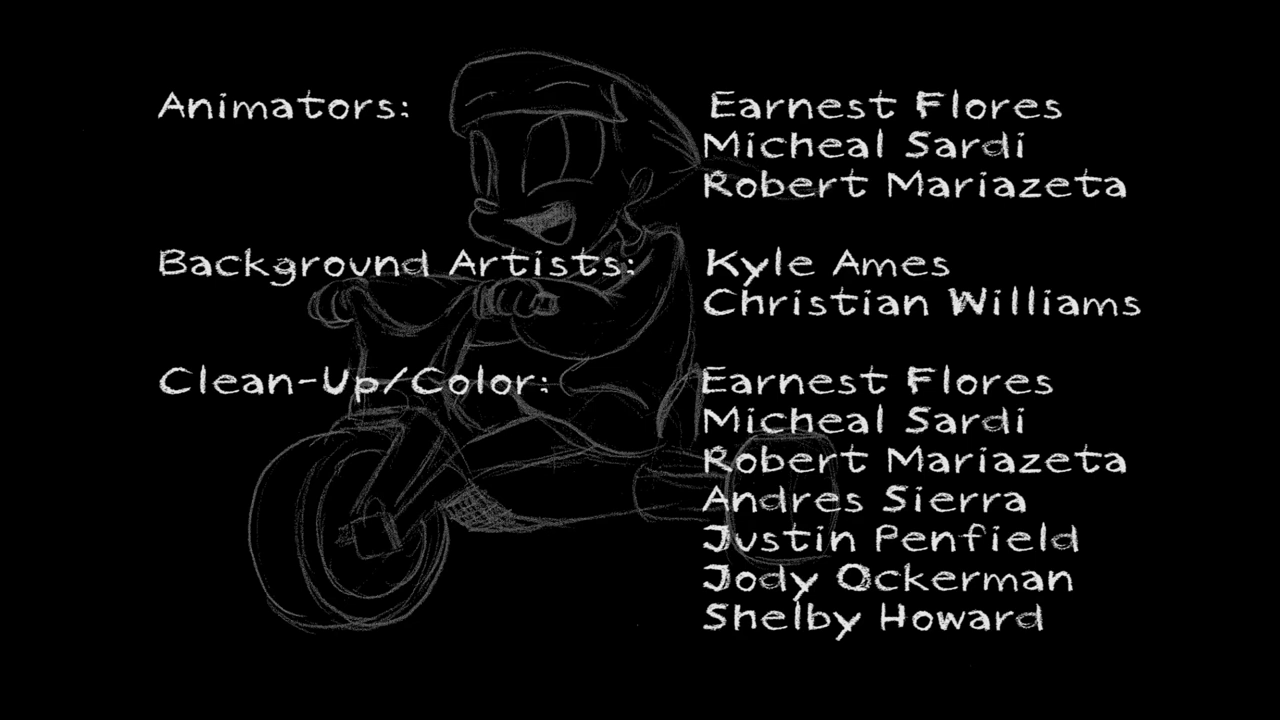 Animators: Earnest Flores
Micheal Sardi
Robert Mariazeta
Background Artists: Kyle Ames
Christian Williams
Clean-Up/Color: Earnest Flores
Micheal Sardi
Robert Mariazeta
Andres Sierra
Justin Penfield
Jody Ockerman
Shelby Howard